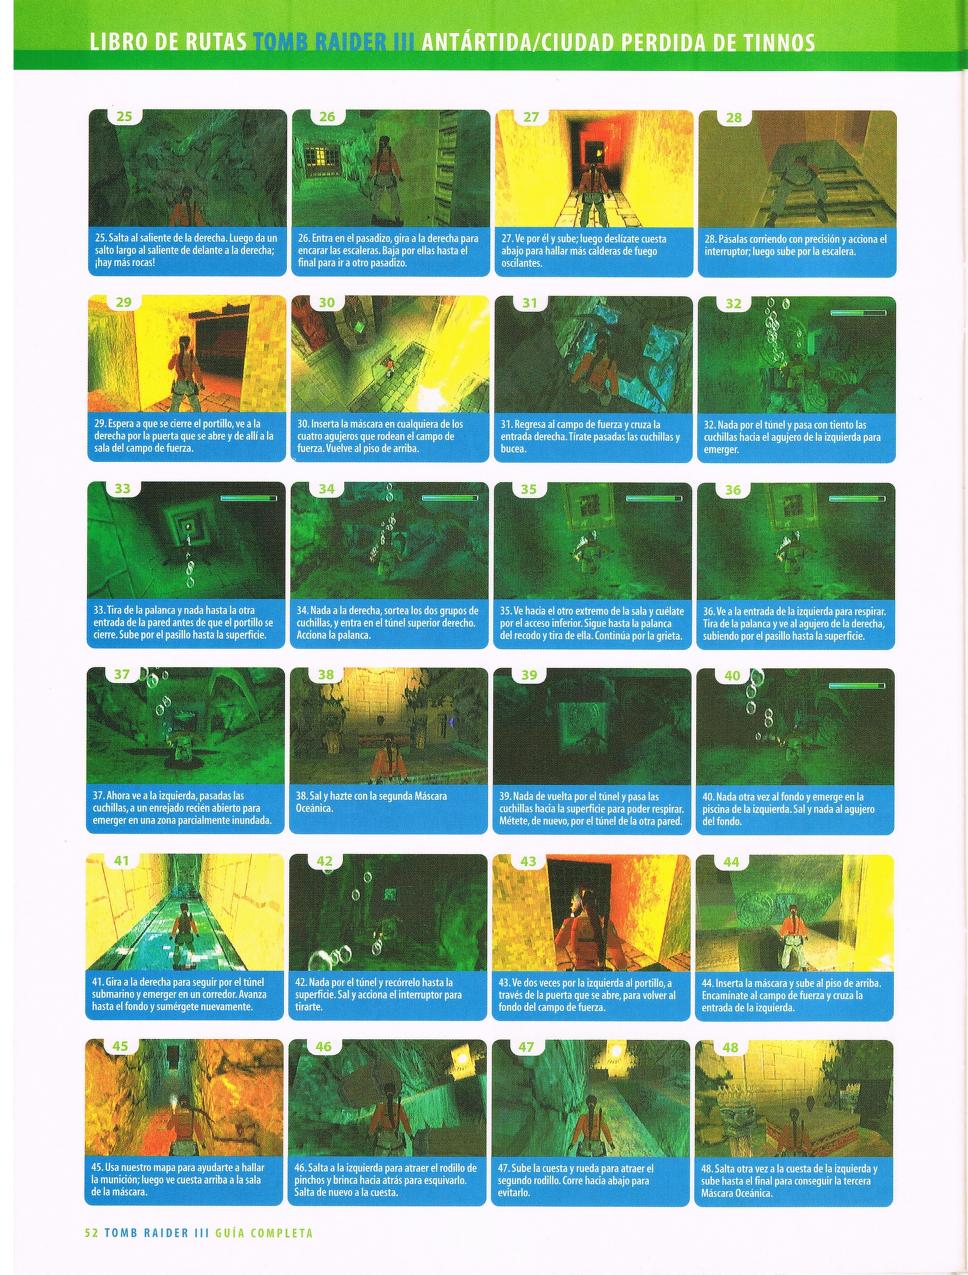 LIBRO DE RUTAS TOMB RAIDER III ANTÁRTIDA/CIUDAD PERDIDA DE TINNOS
25
25. Salta al saliente de la derecha. Luego da un
salto largo al saliente de delante a la derecha;
¡hay más rocas!
26
26. Entra en el pasadizo, gira a la derecha para
encarar las escaleras. Baja por ellas hasta el
final para ir a otro pasadizo.
27
27. Ve por él y sube; luego deslízate cuesta
abajo para hallar más calderas de fuego
oscilantes.
28
28. Pásalas corriendo con precisión y acciona el
interruptor; luego sube por la escalera.
29
29. Espera a que se cierre el portillo, ve a la
derecha por la puerta que se abre y de allí a la
sala del campo de fuerza.
30
30. Inserta la máscara en cualquiera de los
cuatro agujeros que rodean el campo de
fuerza. Vuelve al piso de arriba.
31
31. Regresa al campo de fuerza y cruza la
entrada derecha. Tírate pasadas las cuchillas y
bucea.
32
32. Nada por el túnel y pasa con tiento las
cuchillas hacia el agujero de la izquierda para
emerger.
33
33. Tira de la palanca y nada hasta la otra
entrada de la pared antes de que el portillo se
cierre. Sube por el pasillo hasta la superficie.
34
34. Nada a la derecha, sortea los dos grupos de
cuchillas, y entra en el túnel superior derecho.
Acciona la palanca.
35
35. Ve hacia el otro extremo de la sala y cuélate
por el acceso inferior. Sigue hasta la palanca
del recodo y tira de ella. Continúa por la grieta.
36
36. Ve a la entrada de la izquierda para respirar.
Tira de la palanca y ve al agujero de la derecha,
subiendo por el pasillo hasta la superficie.
37
37. Ahora ve a la izquierda, pasadas las
cuchillas, a un enrejado recién abierto para
emerger en una zona parcialmente inundada.
38
38. Sal y hazte con la segunda Máscara
Oceánica.
39
39. Nada de vuelta por el túnel y pasa las
cuchillas hacia la superficie para poder respirar.
Métete, de nuevo, por el túnel de la otra pared.
40
40. Nada otra vez al fondo y emerge en la
piscina de la izquierda. Sal y nada al agujero
del fondo.
41
41. Gira a la derecha para seguir por el túnel
submarino y emerger en un corredor. Avanza
hasta el fondo y sumérgete nuevamente.
42
42. Nada por el túnel y recórrelo hasta la
superficie. Sal y acciona el interruptor para
tirarte.
43
43. Ve dos veces por la izquierda al portillo, a
través de la puerta que se abre, para volver al
fondo del campo de fuerza.
44
44. Inserta la máscara y sube al piso de arriba.
Encamínate al campo de fuerza y cruza la
entrada de la izquierda.
45
45. Usa nuestro mapa para ayudarte a hallar
la munición; luego ve cuesta arriba a la sala
de la máscara.
46
46. Salta a la izquierda para atraer el rodillo de
pinchos y brinca hacia atrás para esquivarlo.
Salta de nuevo a la cuesta.
47
47. Sube la cuesta y rueda para atraer el
segundo rodillo. Corre hacia abajo para
evitarlo.
48
48. Salta otra vez a la cuesta de la izquierda y
sube hasta el final para conseguir la tercera
Máscara Oceánica.
52 TOMB RAIDER III GUÍA COMPLETA